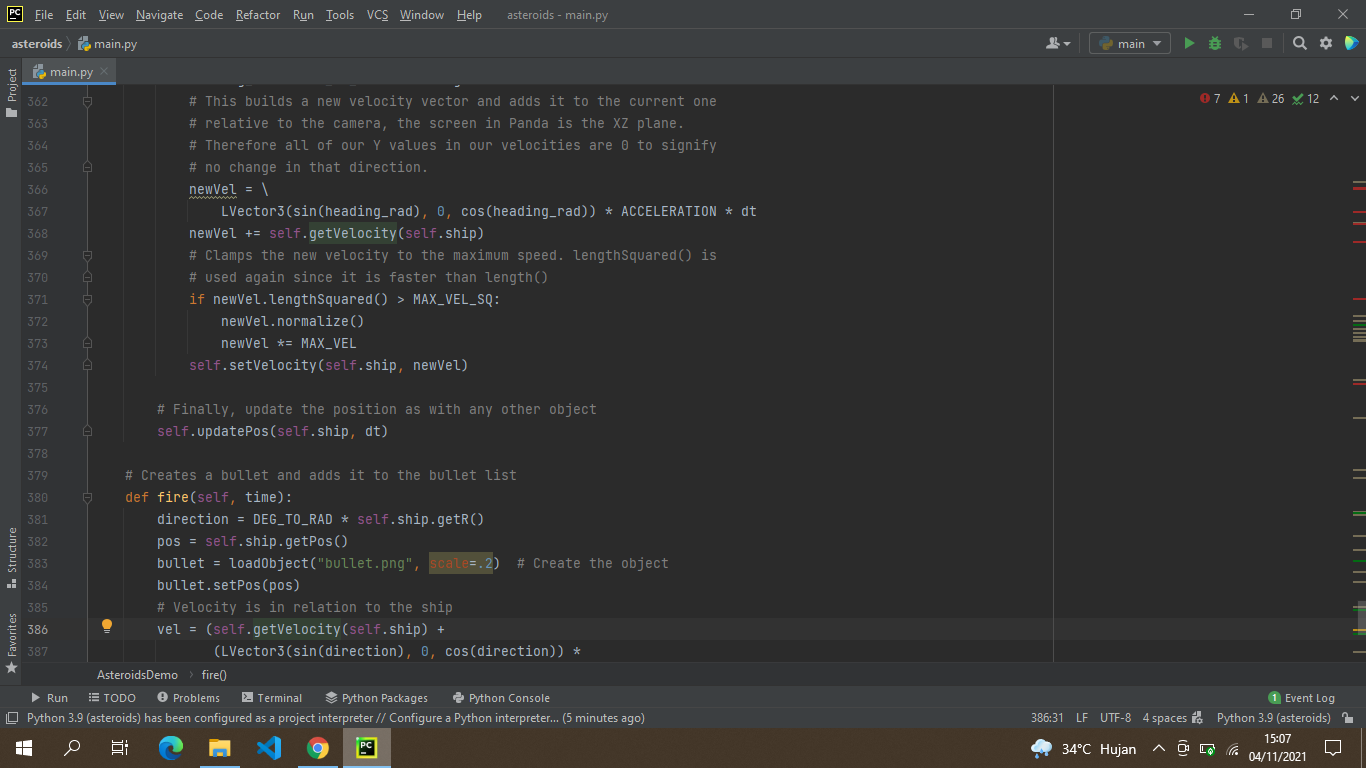 PC File Edit View Navigate Code Refactor Run Tools VCS Window Help asteroids - main.py
asteroids main.py main
main.py
Project
7 1 26 12
362 # This builds a new velocity vector and adds it to the current one
363 # relative to the camera, the screen in Panda is the XZ plane.
364 # Therefore all of our Y values in our velocities are 0 to signify
365 # no change in that direction.
366 newVel = \
367 LVector3(sin(heading_rad), 0, cos(heading_rad)) * ACCELERATION * dt
368 newVel += self.getVelocity(self.ship)
369 # Clamps the new velocity to the maximum speed. lengthSquared() is
370 # used again since it is faster than length()
371 if newVel.lengthSquared() > MAX_VEL_SQ:
372 newVel.normalize()
373 newVel *= MAX_VEL
374 self.setVelocity(self.ship, newVel)
375
376 # Finally, update the position as with any other object
377 self.updatePos(self.ship, dt)
378
379 # Creates a bullet and adds it to the bullet list
380 def fire(self, time):
381 direction = DEG_TO_RAD * self.ship.getR()
382 pos = self.ship.getPos()
383 bullet = loadObject("bullet.png", scale=.2) # Create the object
384 bullet.setPos(pos)
385 # Velocity is in relation to the ship
386 vel = (self.getVelocity(self.ship) +
387 (LVector3(sin(direction), 0, cos(direction)) *
Structure
Favorites
AsteroidsDemo fire()
Run TODO Problems Terminal Python Packages Python Console 1 Event Log
Python 3.9 (asteroids) has been configured as a project interpreter // Configure a Python interpreter... (5 minutes ago) 386:31 LF UTF-8 4 spaces Python 3.9 (asteroids)
PC 34°C Hujan 15:07
04/11/2021